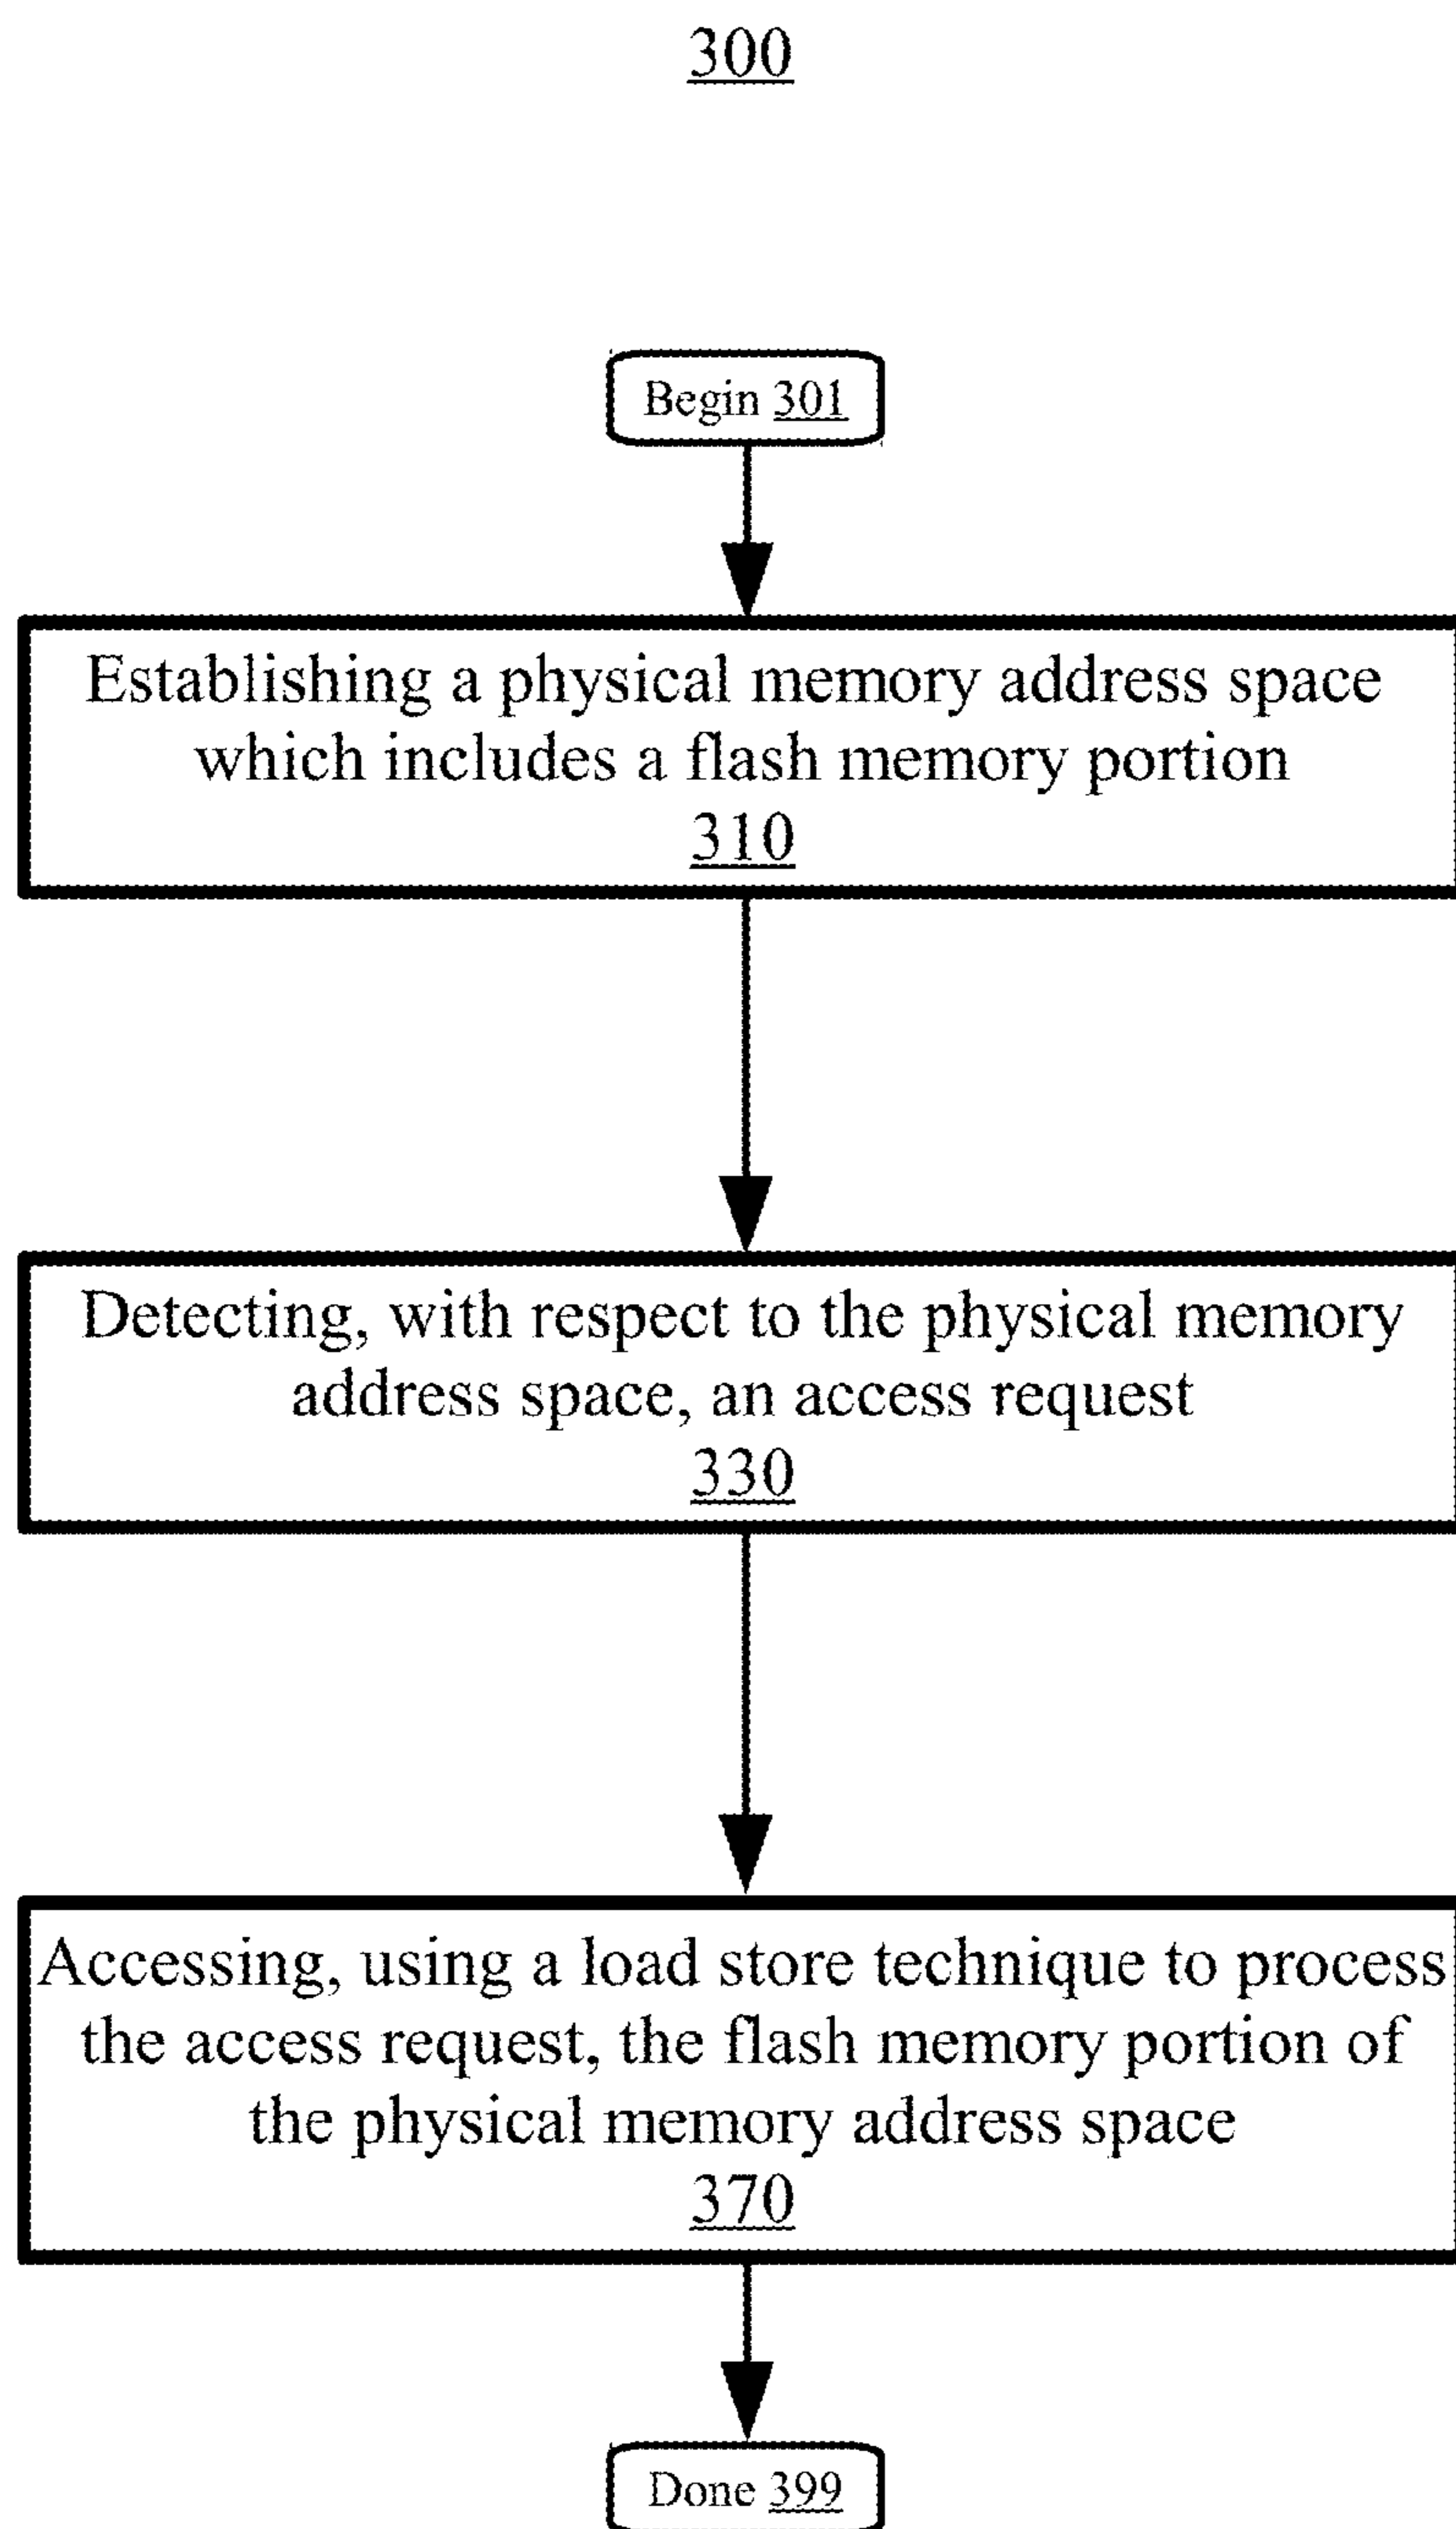 300
Begin 301
Establishing a physical memory address space
which includes a flash memory portion
310
Detecting, with respect to the physical memory
address space, an access request
330
Accessing, using a load store technique to process
the access request, the flash memory portion of
the physical memory address space
370
Done 399